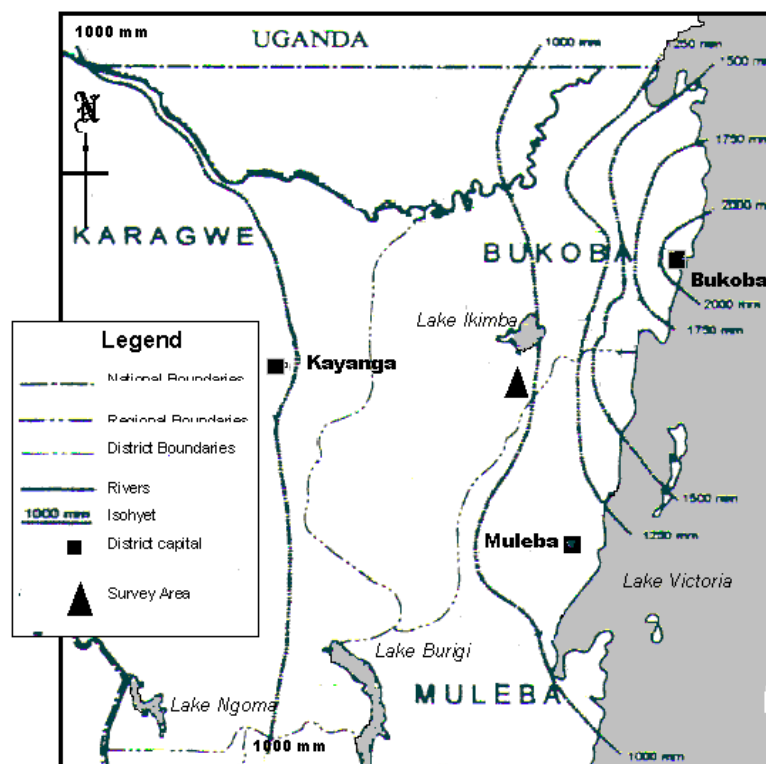 1000 mm
UGANDA
1000 mm
1250 mm
1500 mm
N
1750 mm
KARAGWE
2000 mm
BUKOBA
Bukoba
2000 mm
Lake Ikimba
1750 mm
Legend
Kayanga
National Boundaries
Regional Boundaries
District Boundaries
Rivers
1000 mm Isohyet
District capital
Survey Area
1500 mm
1250 mm
Muleba
Lake Victoria
Lake Burigi
Lake Ngoma
MULEBA
1000 mm
1000 mm